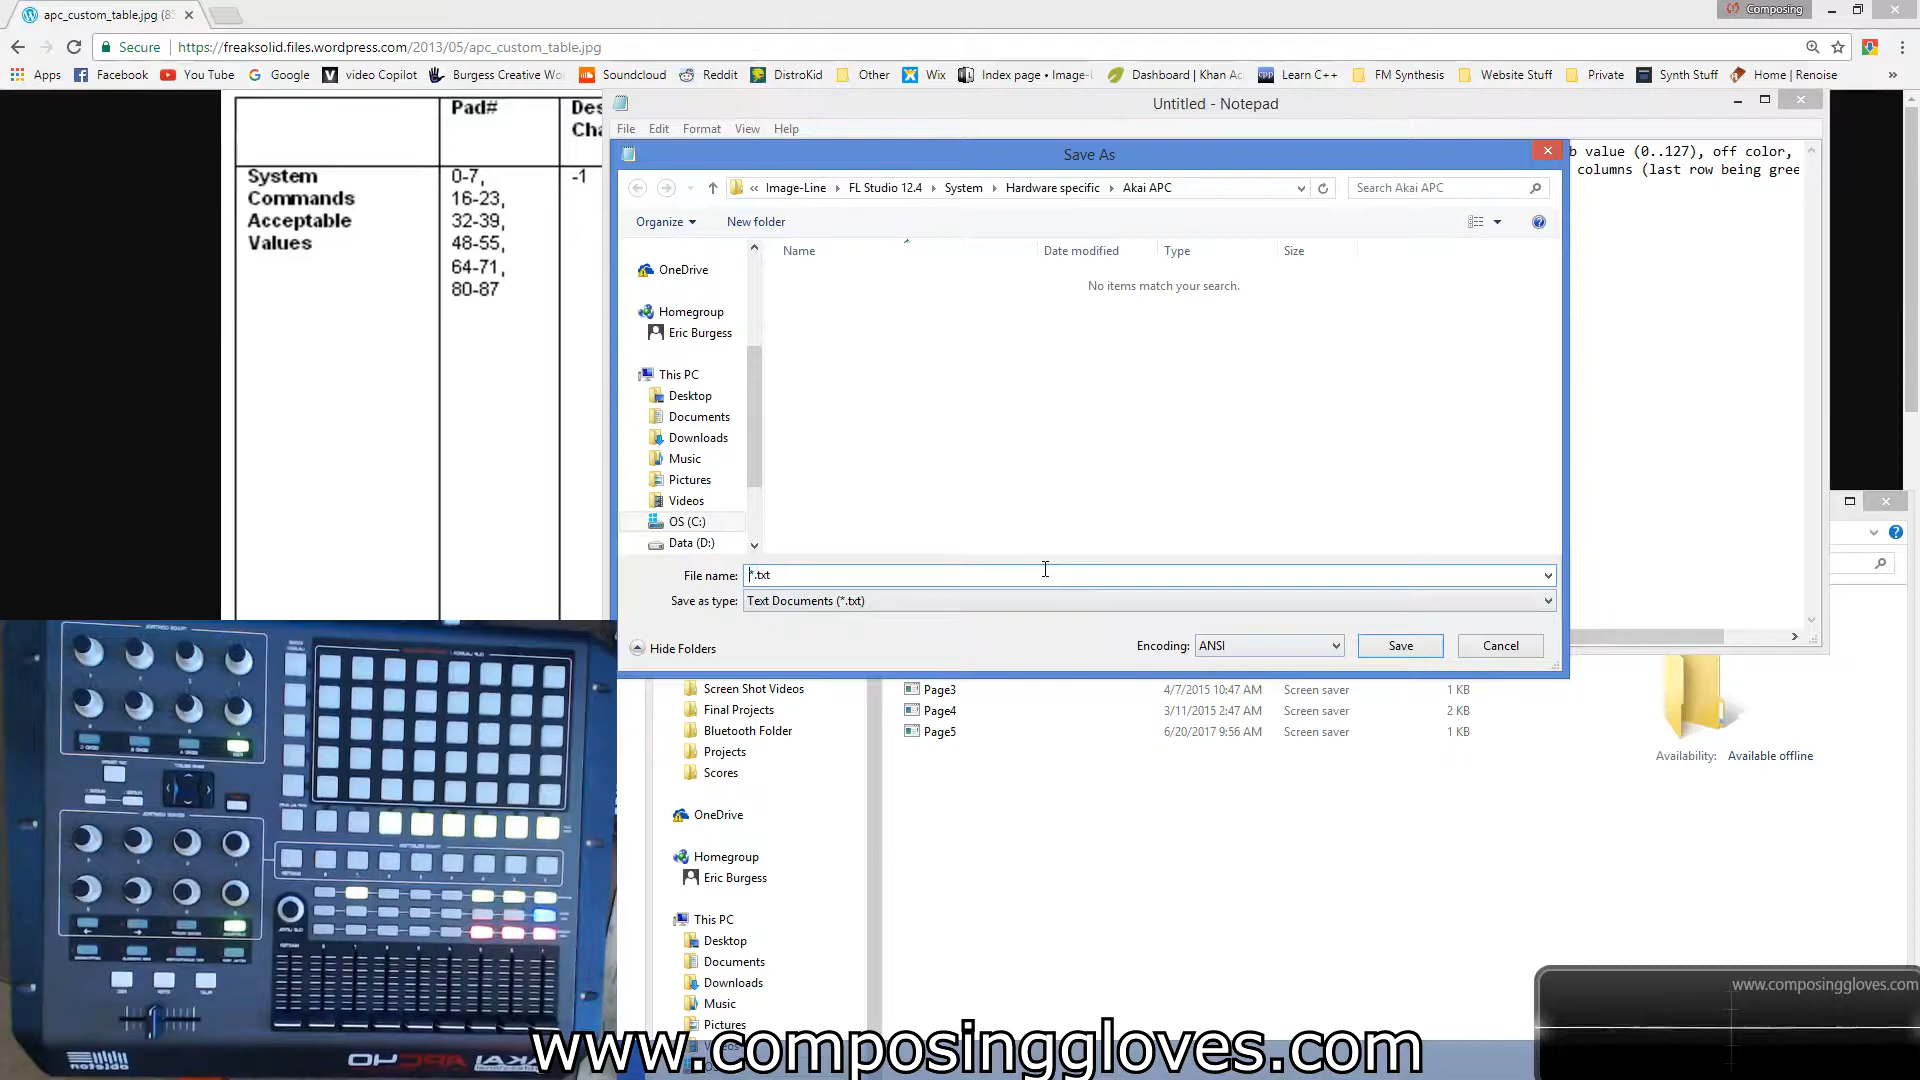 apc_custom_table.jpg (8
Composing
Secure
https://freaksolid.files.wordpress.com/2013/05/apc_custom_table.jpg
Apps
Facebook
You Tube
Google
video Copilot
Burgess Creative Wo
Soundcloud
Reddit
DistroKid
Other
Wix
Index page • Image-L
Dashboard | Khan Ac
Learn C++
FM Synthesis
Website Stuff
Private
Synth Stuff
Home | Renoise
»
Pad#
Des
Cha
System
Commands
Acceptable
Values
0-7,
16-23,
32-39,
48-55,
64-71,
80-87
-1
Untitled - Notepad
File Edit Format View Help
b value (0..127), off color,
columns (last row being gree
Save As
« Image-Line FL Studio 12.4 System Hardware specific Akai APC
Search Akai APC
Organize New folder
Name Date modified Type Size
No items match your search.
OneDrive
Homegroup
Eric Burgess
This PC
Desktop
Documents
Downloads
Music
Pictures
Videos
OS (C:)
Data (D:)
File name: *.txt
Save as type: Text Documents (*.txt)
Hide Folders
Encoding: ANSI
Save
Cancel
Screen Shot Videos
Final Projects
Bluetooth Folder
Projects
Scores
OneDrive
Homegroup
Eric Burgess
This PC
Desktop
Documents
Downloads
Music
Pictures
Page3 4/7/2015 10:47 AM Screen saver 1 KB
Page4 3/11/2015 2:47 AM Screen saver 2 KB
Page5 6/20/2017 9:56 AM Screen saver 1 KB
Availability: Available offline
www.composinggloves.com
www.composinggloves.com
AKAI APC40
ableton